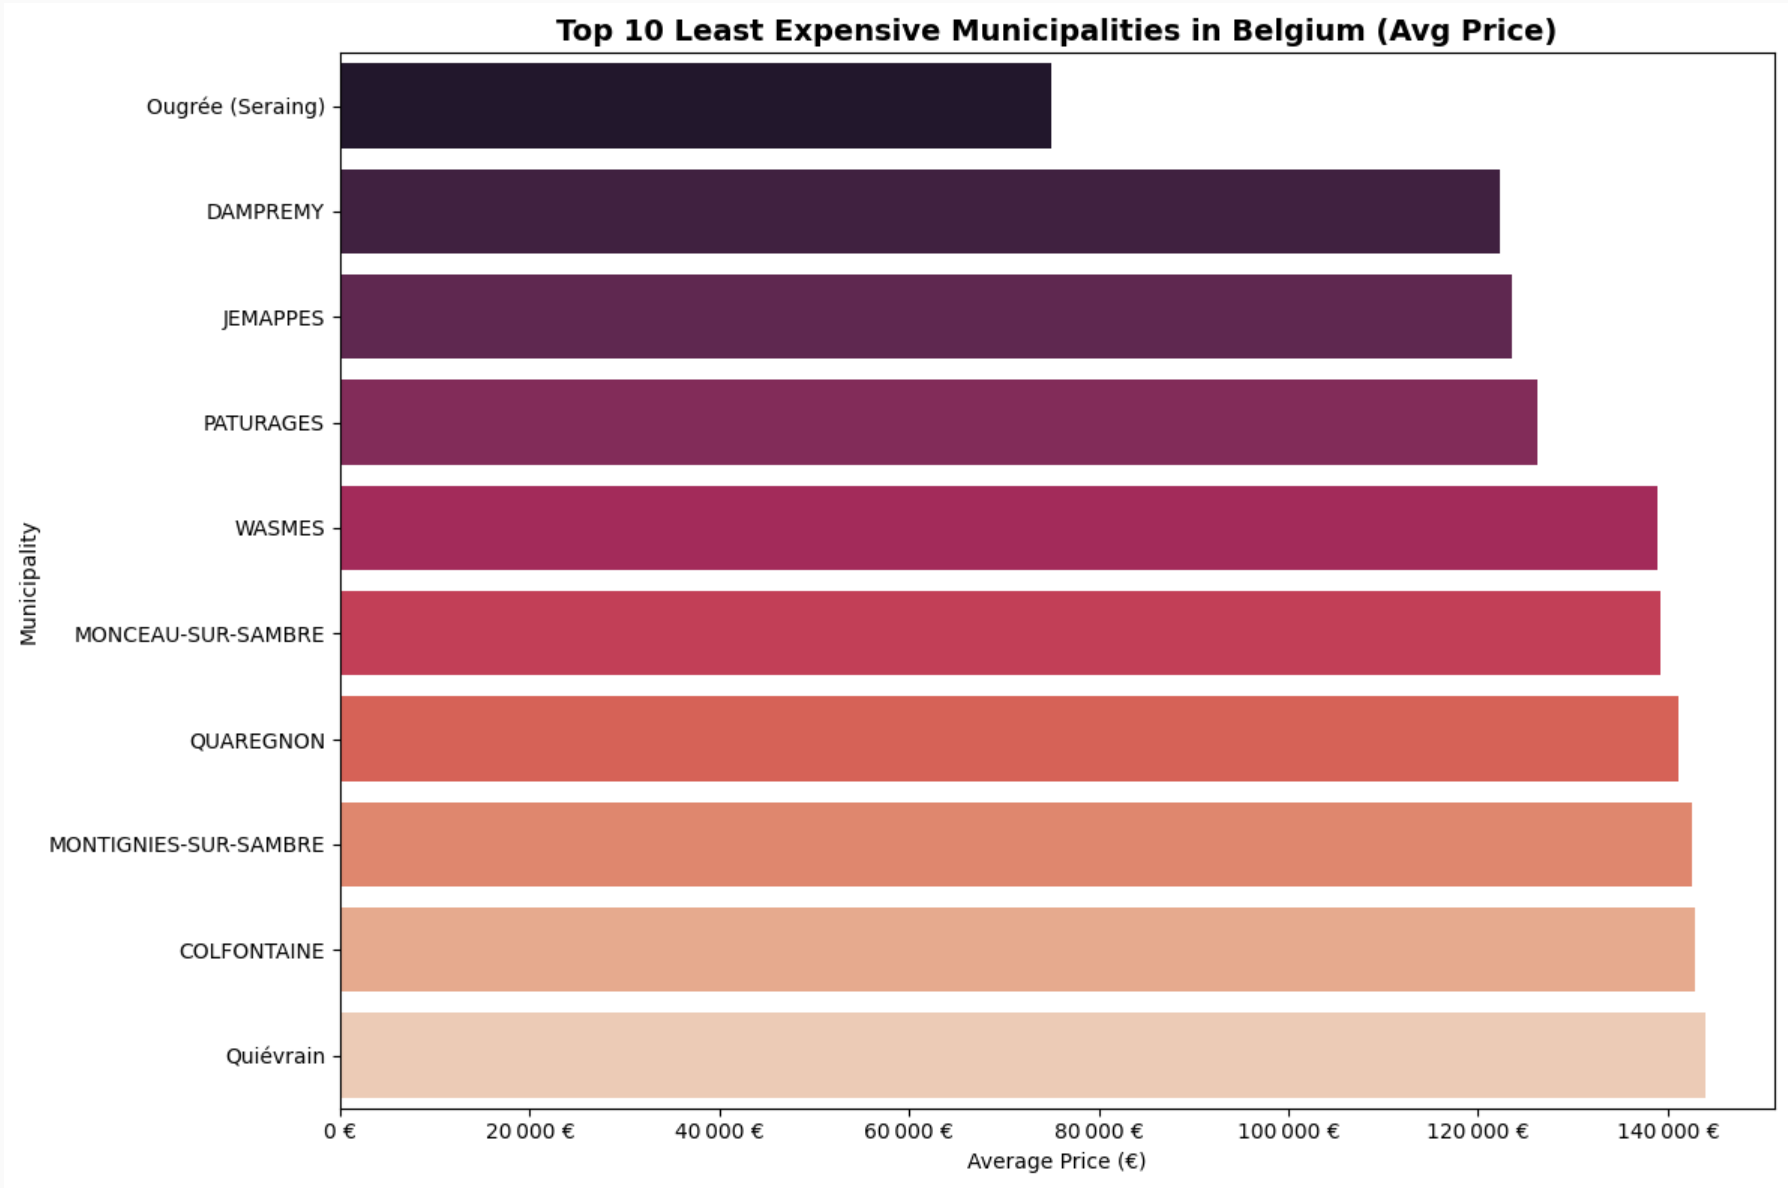 Top 10 Least Expensive Municipalities in Belgium (Avg Price)
Municipality
Ougrée (Seraing)
DAMPREMY
JEMAPPES
PATURAGES
WASMES
MONCEAU-SUR-SAMBRE
QUAREGNON
MONTIGNIES-SUR-SAMBRE
COLFONTAINE
Quiévrain
0 € 20 000 € 40 000 € 60 000 € 80 000 € 100 000 € 120 000 € 140 000 €
Average Price (€)